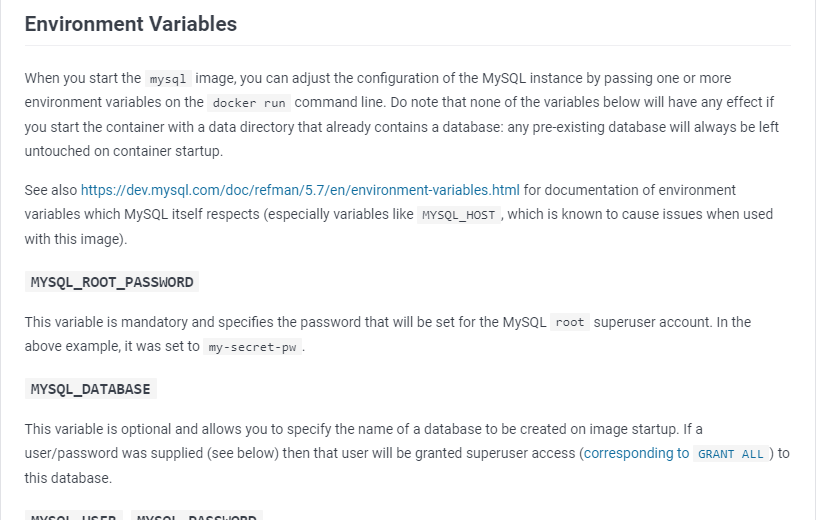 Environment Variables
When you start the mysql image, you can adjust the configuration of the MySQL instance by passing one or more
environment variables on the docker run command line. Do note that none of the variables below will have any effect if
you start the container with a data directory that already contains a database: any pre-existing database will always be left
untouched on container startup.
See also https://dev.mysql.com/doc/refman/5.7/en/environment-variables.html for documentation of environment
variables which MySQL itself respects (especially variables like MYSQL_HOST , which is known to cause issues when used
with this image).
MYSQL_ROOT_PASSWORD
This variable is mandatory and specifies the password that will be set for the MySQL root superuser account. In the
above example, it was set to my-secret-pw .
MYSQL_DATABASE
This variable is optional and allows you to specify the name of a database to be created on image startup. If a
user/password was supplied (see below) then that user will be granted superuser access (corresponding to GRANT ALL ) to
this database.
MYSQL_USER MYSQL_PASSWORD